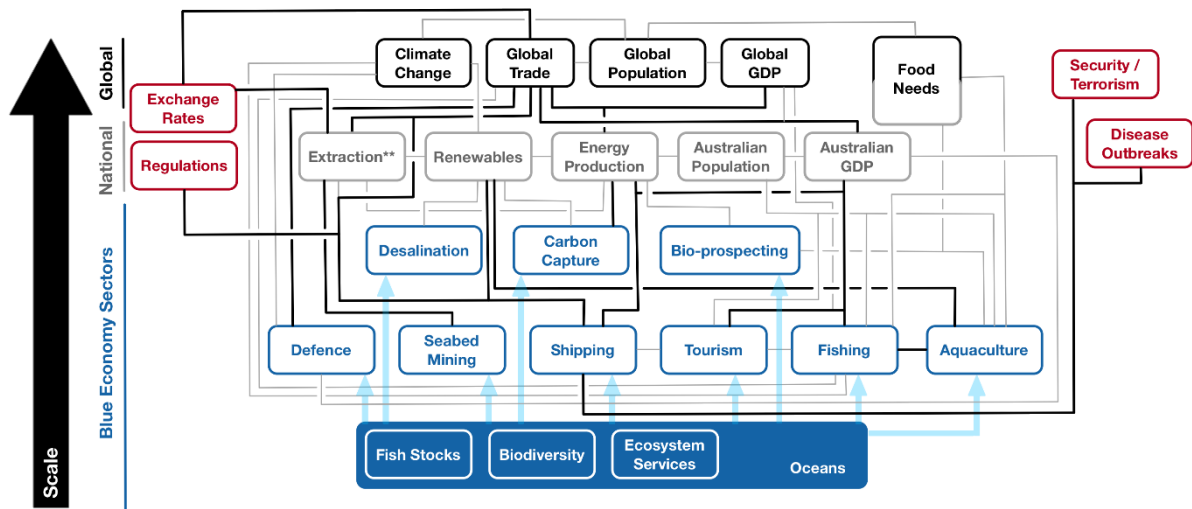 Scale
Global
National
Blue Economy Sectors
Climate
Change
Global
Trade
Global
Population
Global
GDP
Food
Needs
Security /
Terrorism
Exchange
Rates
Disease
Outbreaks
Regulations
Extraction**
Renewables
Energy
Production
Australian
Population
Australian
GDP
Desalination
Carbon
Capture
Bio-prospecting
Defence
Seabed
Mining
Shipping
Tourism
Fishing
Aquaculture
Fish Stocks
Biodiversity
Ecosystem
Services
Oceans